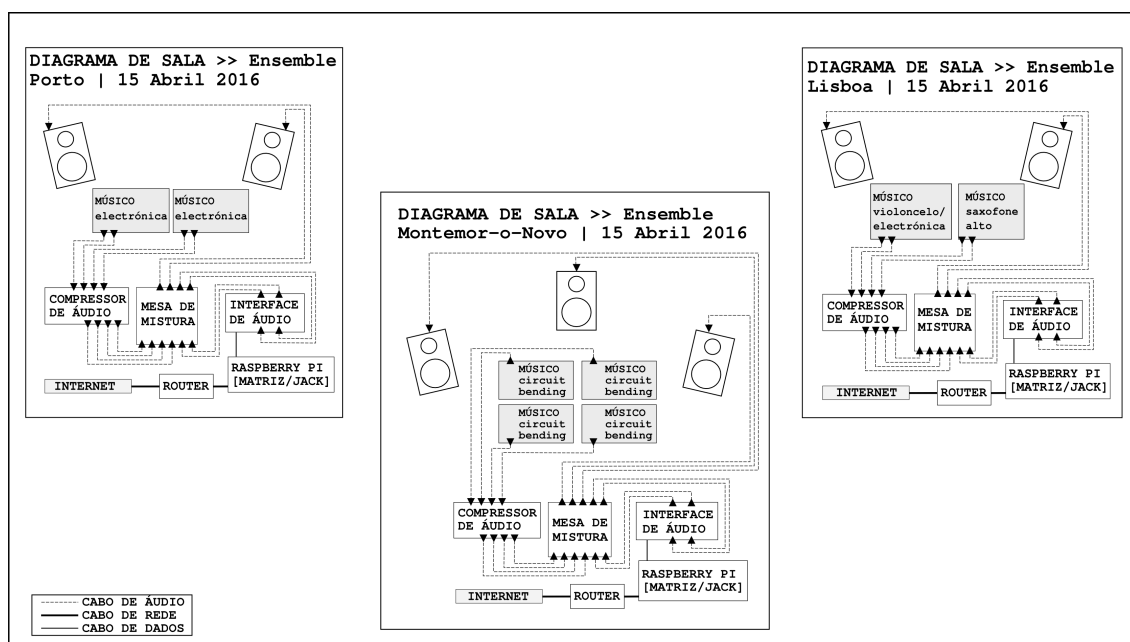 DIAGRAMA DE SALA >> Ensemble
Porto | 15 Abril 2016
MÚSICO
electrónica
MÚSICO
electrónica
COMPRESSOR
DE ÁUDIO
MESA DE
MISTURA
INTERFACE
DE ÁUDIO
RASPBERRY PI
[MATRIZ/JACK]
INTERNET
ROUTER
DIAGRAMA DE SALA >> Ensemble
Montemor-o-Novo | 15 Abril 2016
MÚSICO
circuit
bending
MÚSICO
circuit
bending
MÚSICO
circuit
bending
MÚSICO
circuit
bending
COMPRESSOR
DE ÁUDIO
MESA DE
MISTURA
INTERFACE
DE ÁUDIO
RASPBERRY PI
[MATRIZ/JACK]
INTERNET
ROUTER
DIAGRAMA DE SALA >> Ensemble
Lisboa | 15 Abril 2016
MÚSICO
violoncelo/
electrónica
MÚSICO
saxofone
alto
COMPRESSOR
DE ÁUDIO
MESA DE
MISTURA
INTERFACE
DE ÁUDIO
RASPBERRY PI
[MATRIZ/JACK]
INTERNET
ROUTER
CABO DE ÁUDIO
CABO DE REDE
CABO DE DADOS